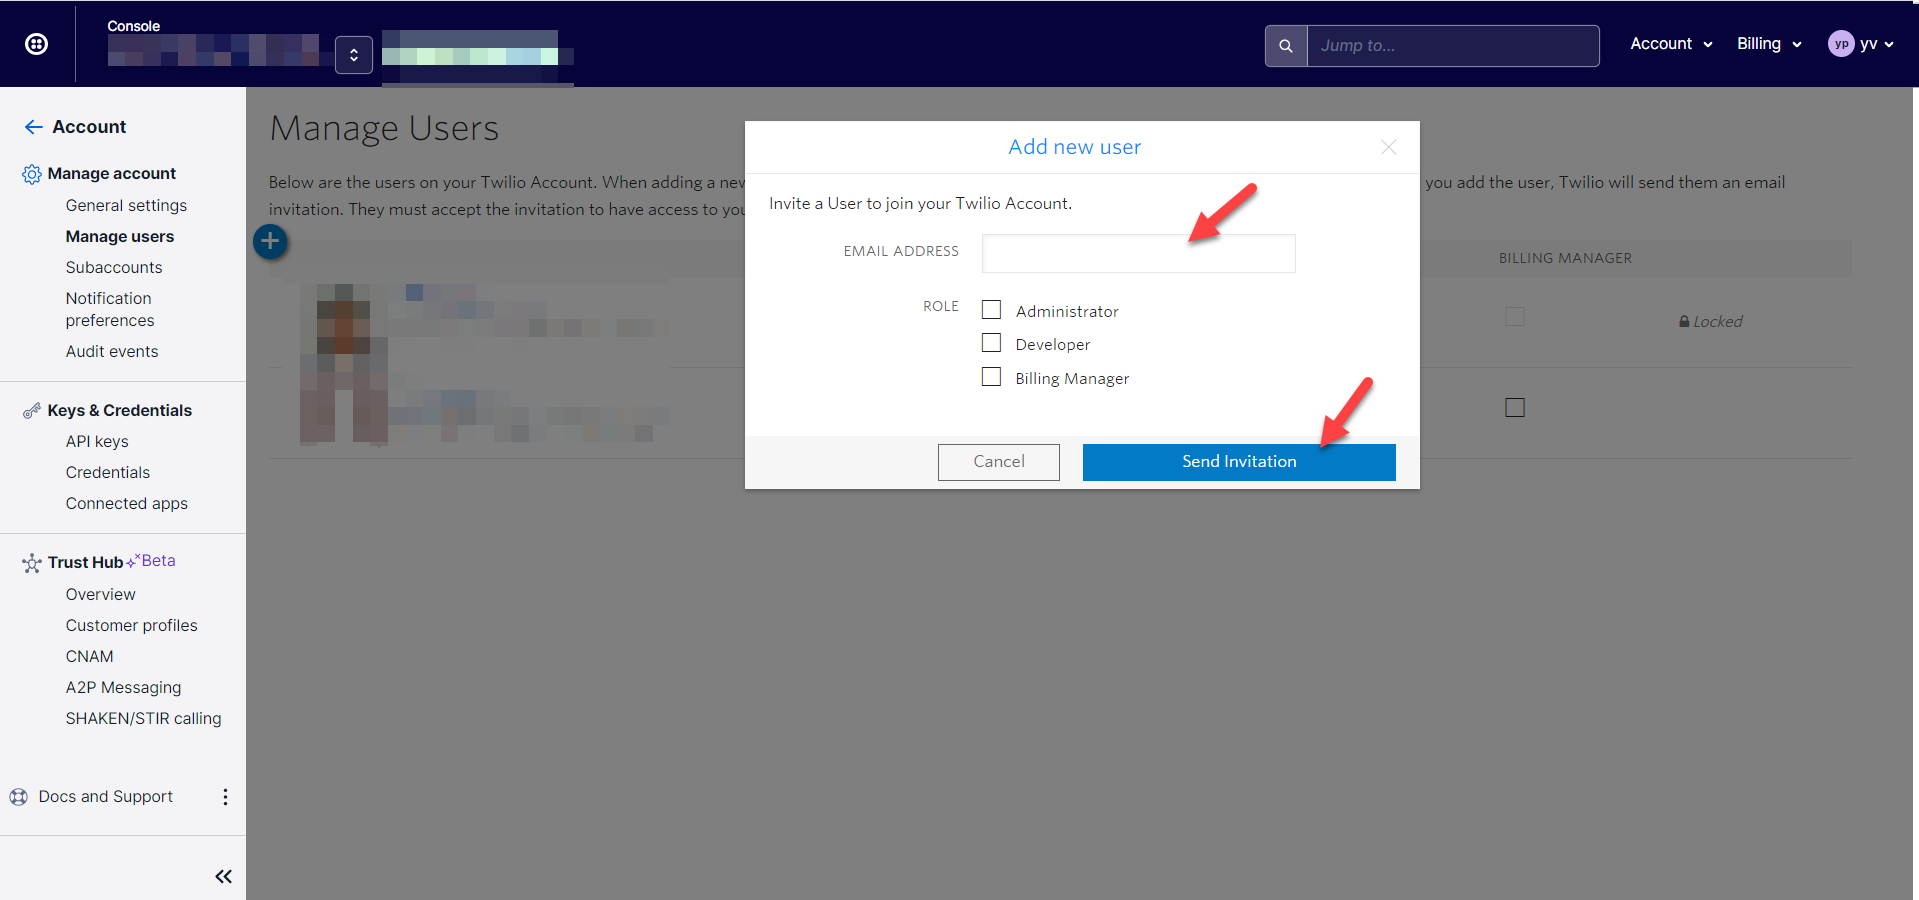 Console
Jump to...
Account
Billing
yp yv
Account
Manage account
General settings
Manage users
Subaccounts
Notification
preferences
Audit events
Keys & Credentials
API keys
Credentials
Connected apps
Trust Hub Beta
Overview
Customer profiles
CNAM
A2P Messaging
SHAKEN/STIR calling
Docs and Support
Manage Users
Below are the users on your Twilio Account. When adding a new
you add the user, Twilio will send them an email
invitation. They must accept the invitation to have access to
BILLING MANAGER
Locked
Add new user
Invite a User to join your Twilio Account.
EMAIL ADDRESS
ROLE
Administrator
Developer
Billing Manager
Cancel
Send Invitation